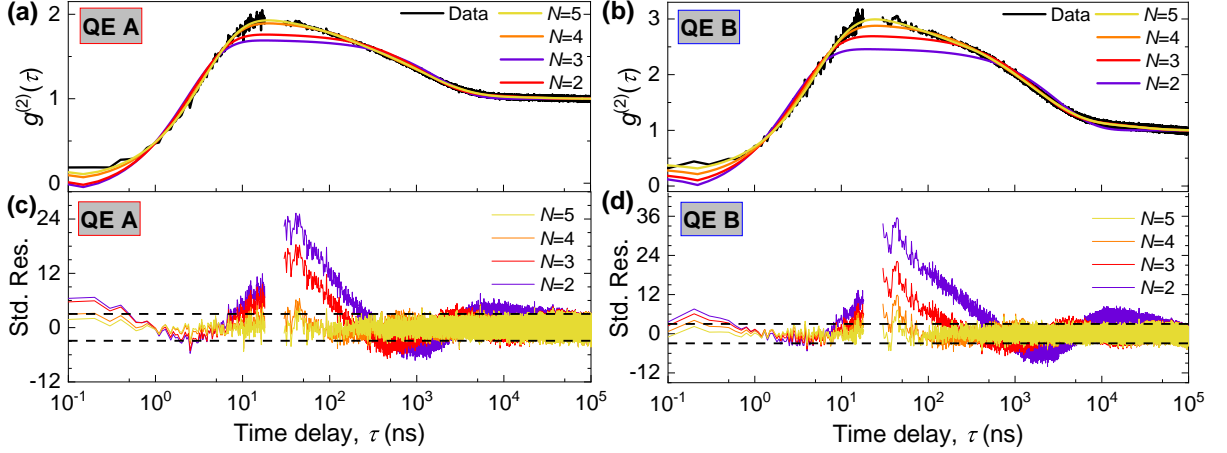 (a)
QE A
Data
N=5
N=4
N=3
N=2
g(2)(τ)
2
1
0
(b)
QE B
Data
N=5
N=4
N=3
N=2
g(2)(τ)
3
2
1
0
(c)
QE A
N=5
N=4
N=3
N=2
Std. Res.
24
12
0
-12
10-1 100 101 102 103 104 105
Time delay, τ (ns)
(d)
QE B
N=5
N=4
N=3
N=2
Std. Res.
36
24
12
0
-12
10-1 100 101 102 103 104 105
Time delay, τ (ns)